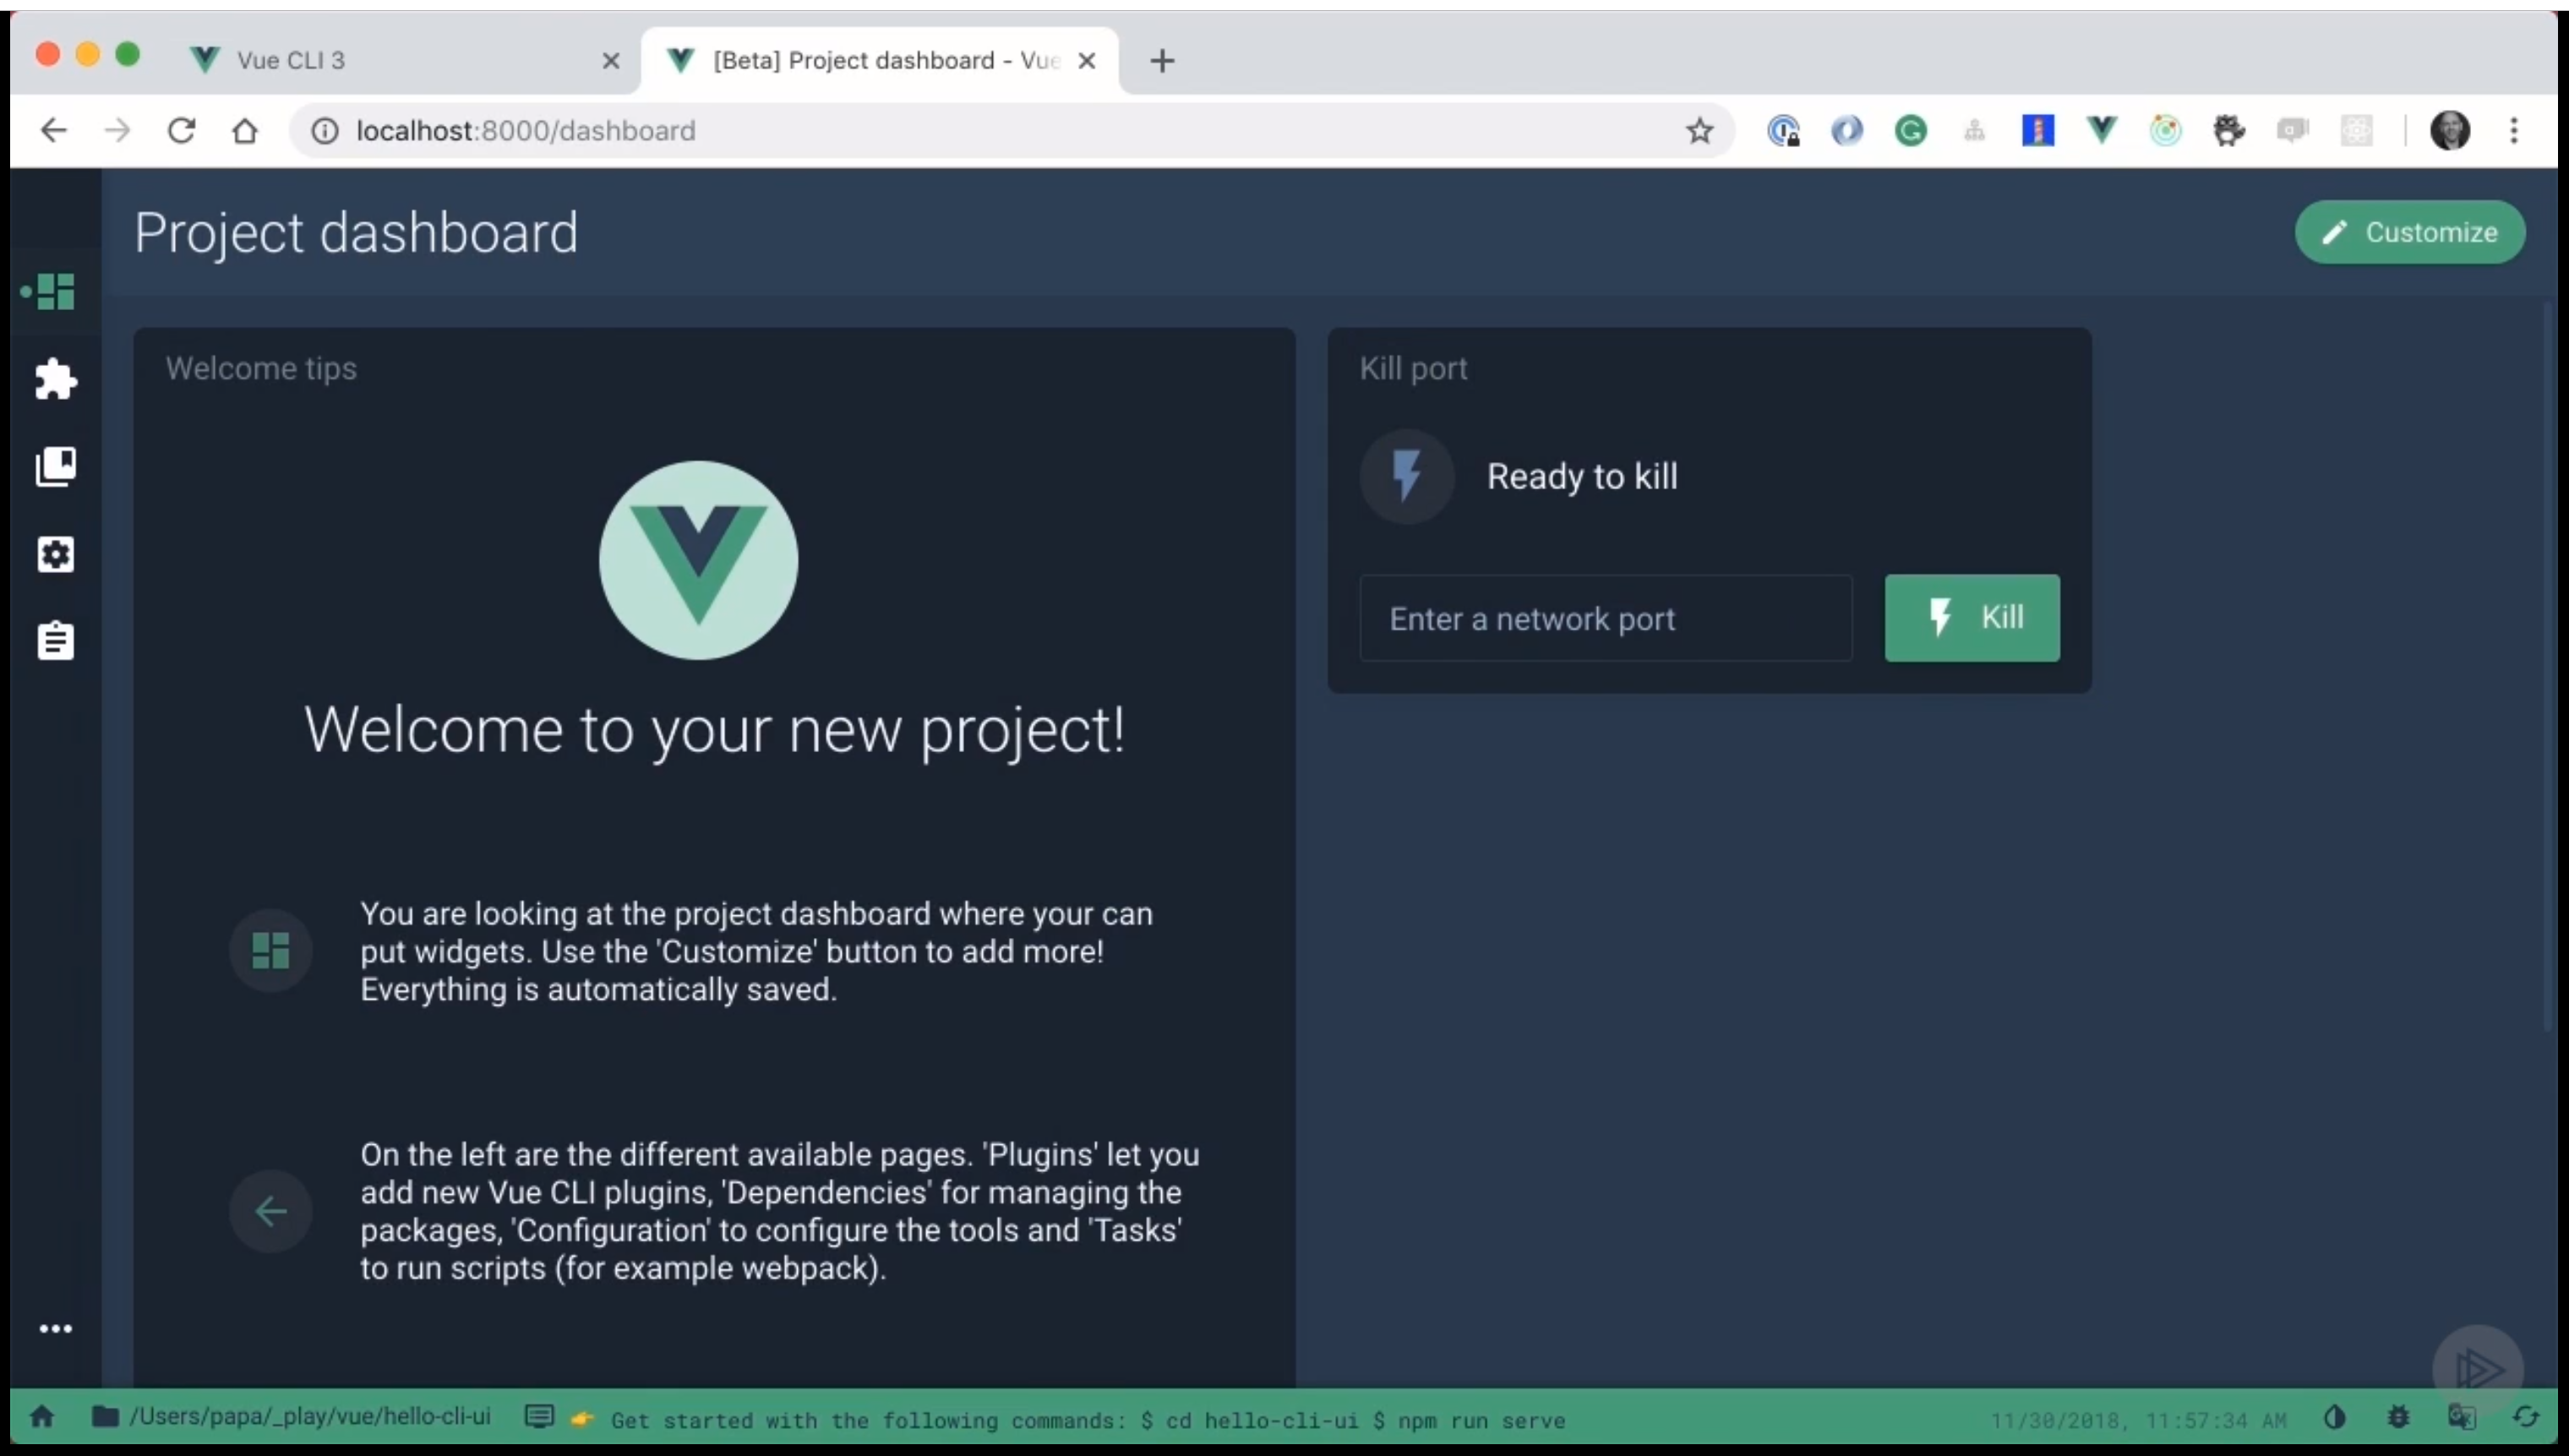 Vue CLI 3
[Beta] Project dashboard - Vue
localhost:8000/dashboard
Project dashboard
Customize
Welcome tips
Welcome to your new project!
You are looking at the project dashboard where your can
put widgets. Use the 'Customize' button to add more!
Everything is automatically saved.
On the left are the different available pages. 'Plugins' let you
add new Vue CLI plugins, 'Dependencies' for managing the
packages, 'Configuration' to configure the tools and 'Tasks'
to run scripts (for example webpack).
Kill port
Ready to kill
Enter a network port
Kill
/Users/papa/_play/vue/hello-cli-ui
👉 Get started with the following commands: $ cd hello-cli-ui $ npm run serve
11/30/2018, 11:57:34 AM